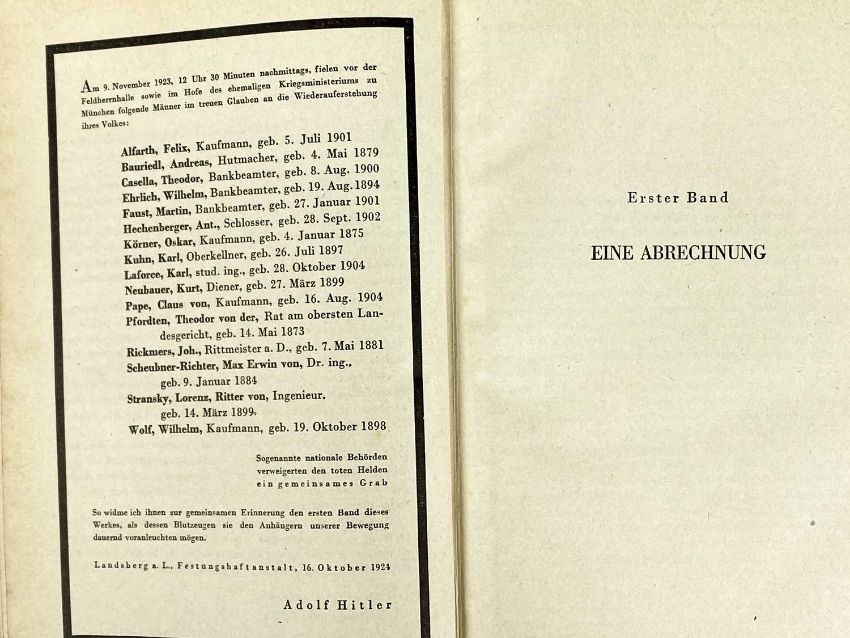 Am 9. November 1923, 12 Uhr 30 Minuten nachmittags, fielen vor der
Feldherrnhalle sowie im Hofe des ehemaligen Kriegsministeriums zu
München folgende Männer im treuen Glauben an die Wiederauferstehung
ihres Volkes:
Alfarth, Felix, Kaufmann, geb. 5. Juli 1901
Bauriedl, Andreas, Hutmacher, geb. 4. Mai 1879
Casella, Theodor, Bankbeamter, geb. 8. Aug. 1900
Ehrlich, Wilhelm, Bankbeamter, geb. 19. Aug. 1894
Faust, Martin, Bankbeamter, geb. 27. Januar 1901
Hechenberger, Ant., Schlosser, geb. 28. Sept. 1902
Körner, Oskar, Kaufmann, geb. 4. Januar 1875
Kuhn, Karl, Oberkellner, geb. 26. Juli 1897
Laforce, Karl, stud. ing., geb. 28. Oktober 1904
Neubauer, Kurt, Diener, geb. 27. März 1899
Pape, Claus von, Kaufmann, geb. 16. Aug. 1904
Pfordten, Theodor von der, Rat am obersten Lan-
desgericht, geb. 14. Mai 1873
Rickmers, Joh., Rittmeister a. D., geb. 7. Mai 1881
Scheubner-Richter, Max Erwin von, Dr. ing.,
geb. 9. Januar 1884
Stransky, Lorenz, Ritter von, Ingenieur,
geb. 14. März 1899.
Wolf, Wilhelm, Kaufmann, geb. 19. Oktober 1898
Sogenannte nationale Behörden
verweigerten den toten Helden
ein gemeinsames Grab
So widme ich ihnen zur gemeinsamen Erinnerung den ersten Band dieses
Werkes, als dessen Blutzeugen sie den Anhängern unserer Bewegung
dauernd voranleuchten mögen.
Landsberg a. L., Festungshaftanstalt, 16. Oktober 1924
Adolf Hitler
Erster Band
EINE ABRECHNUNG